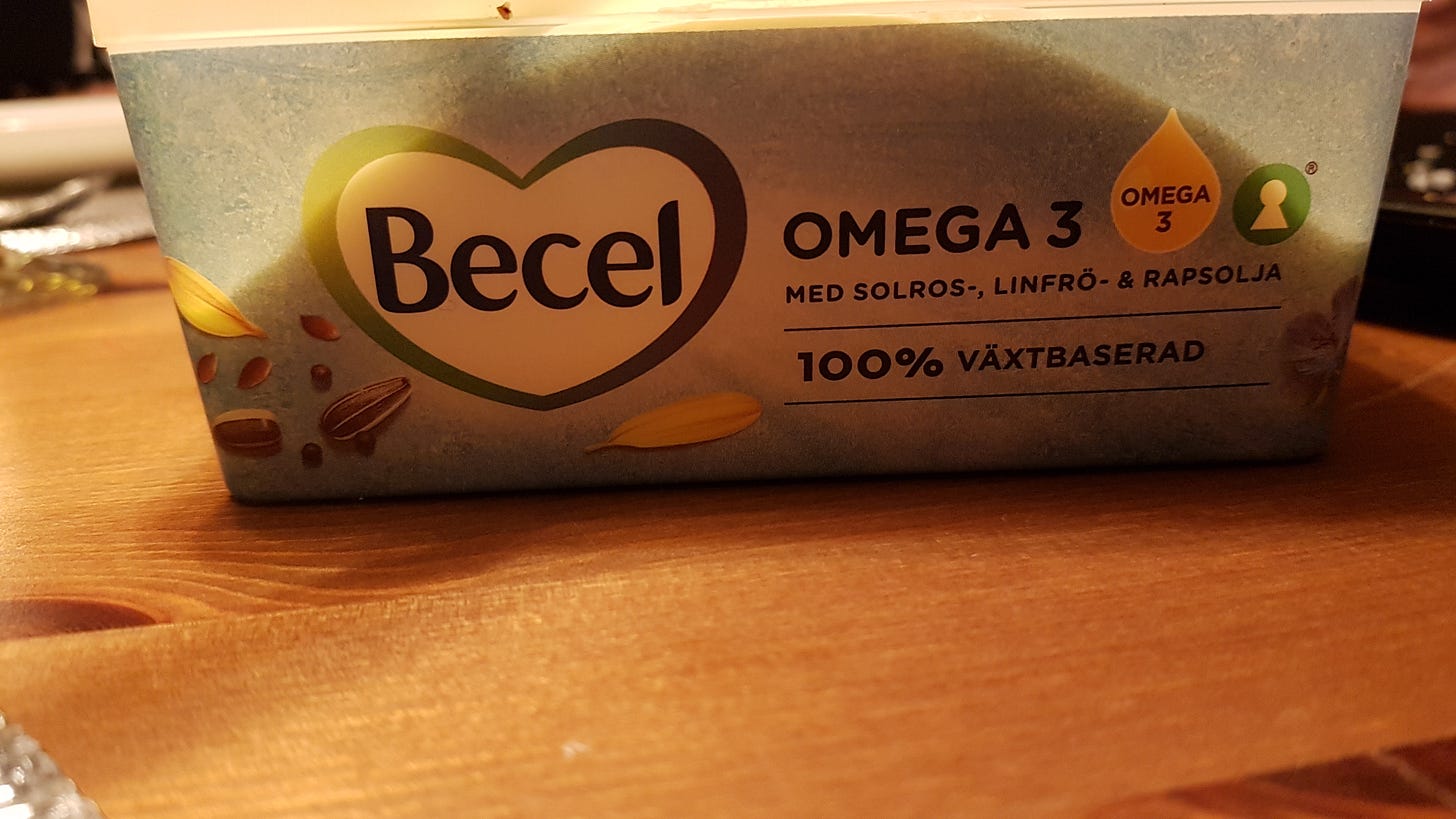 Becel
OMEGA 3
MED SOLROS-, LINFRÖ- & RAPSOLJA
100% VÄXTBASERAD
OMEGA
3
®